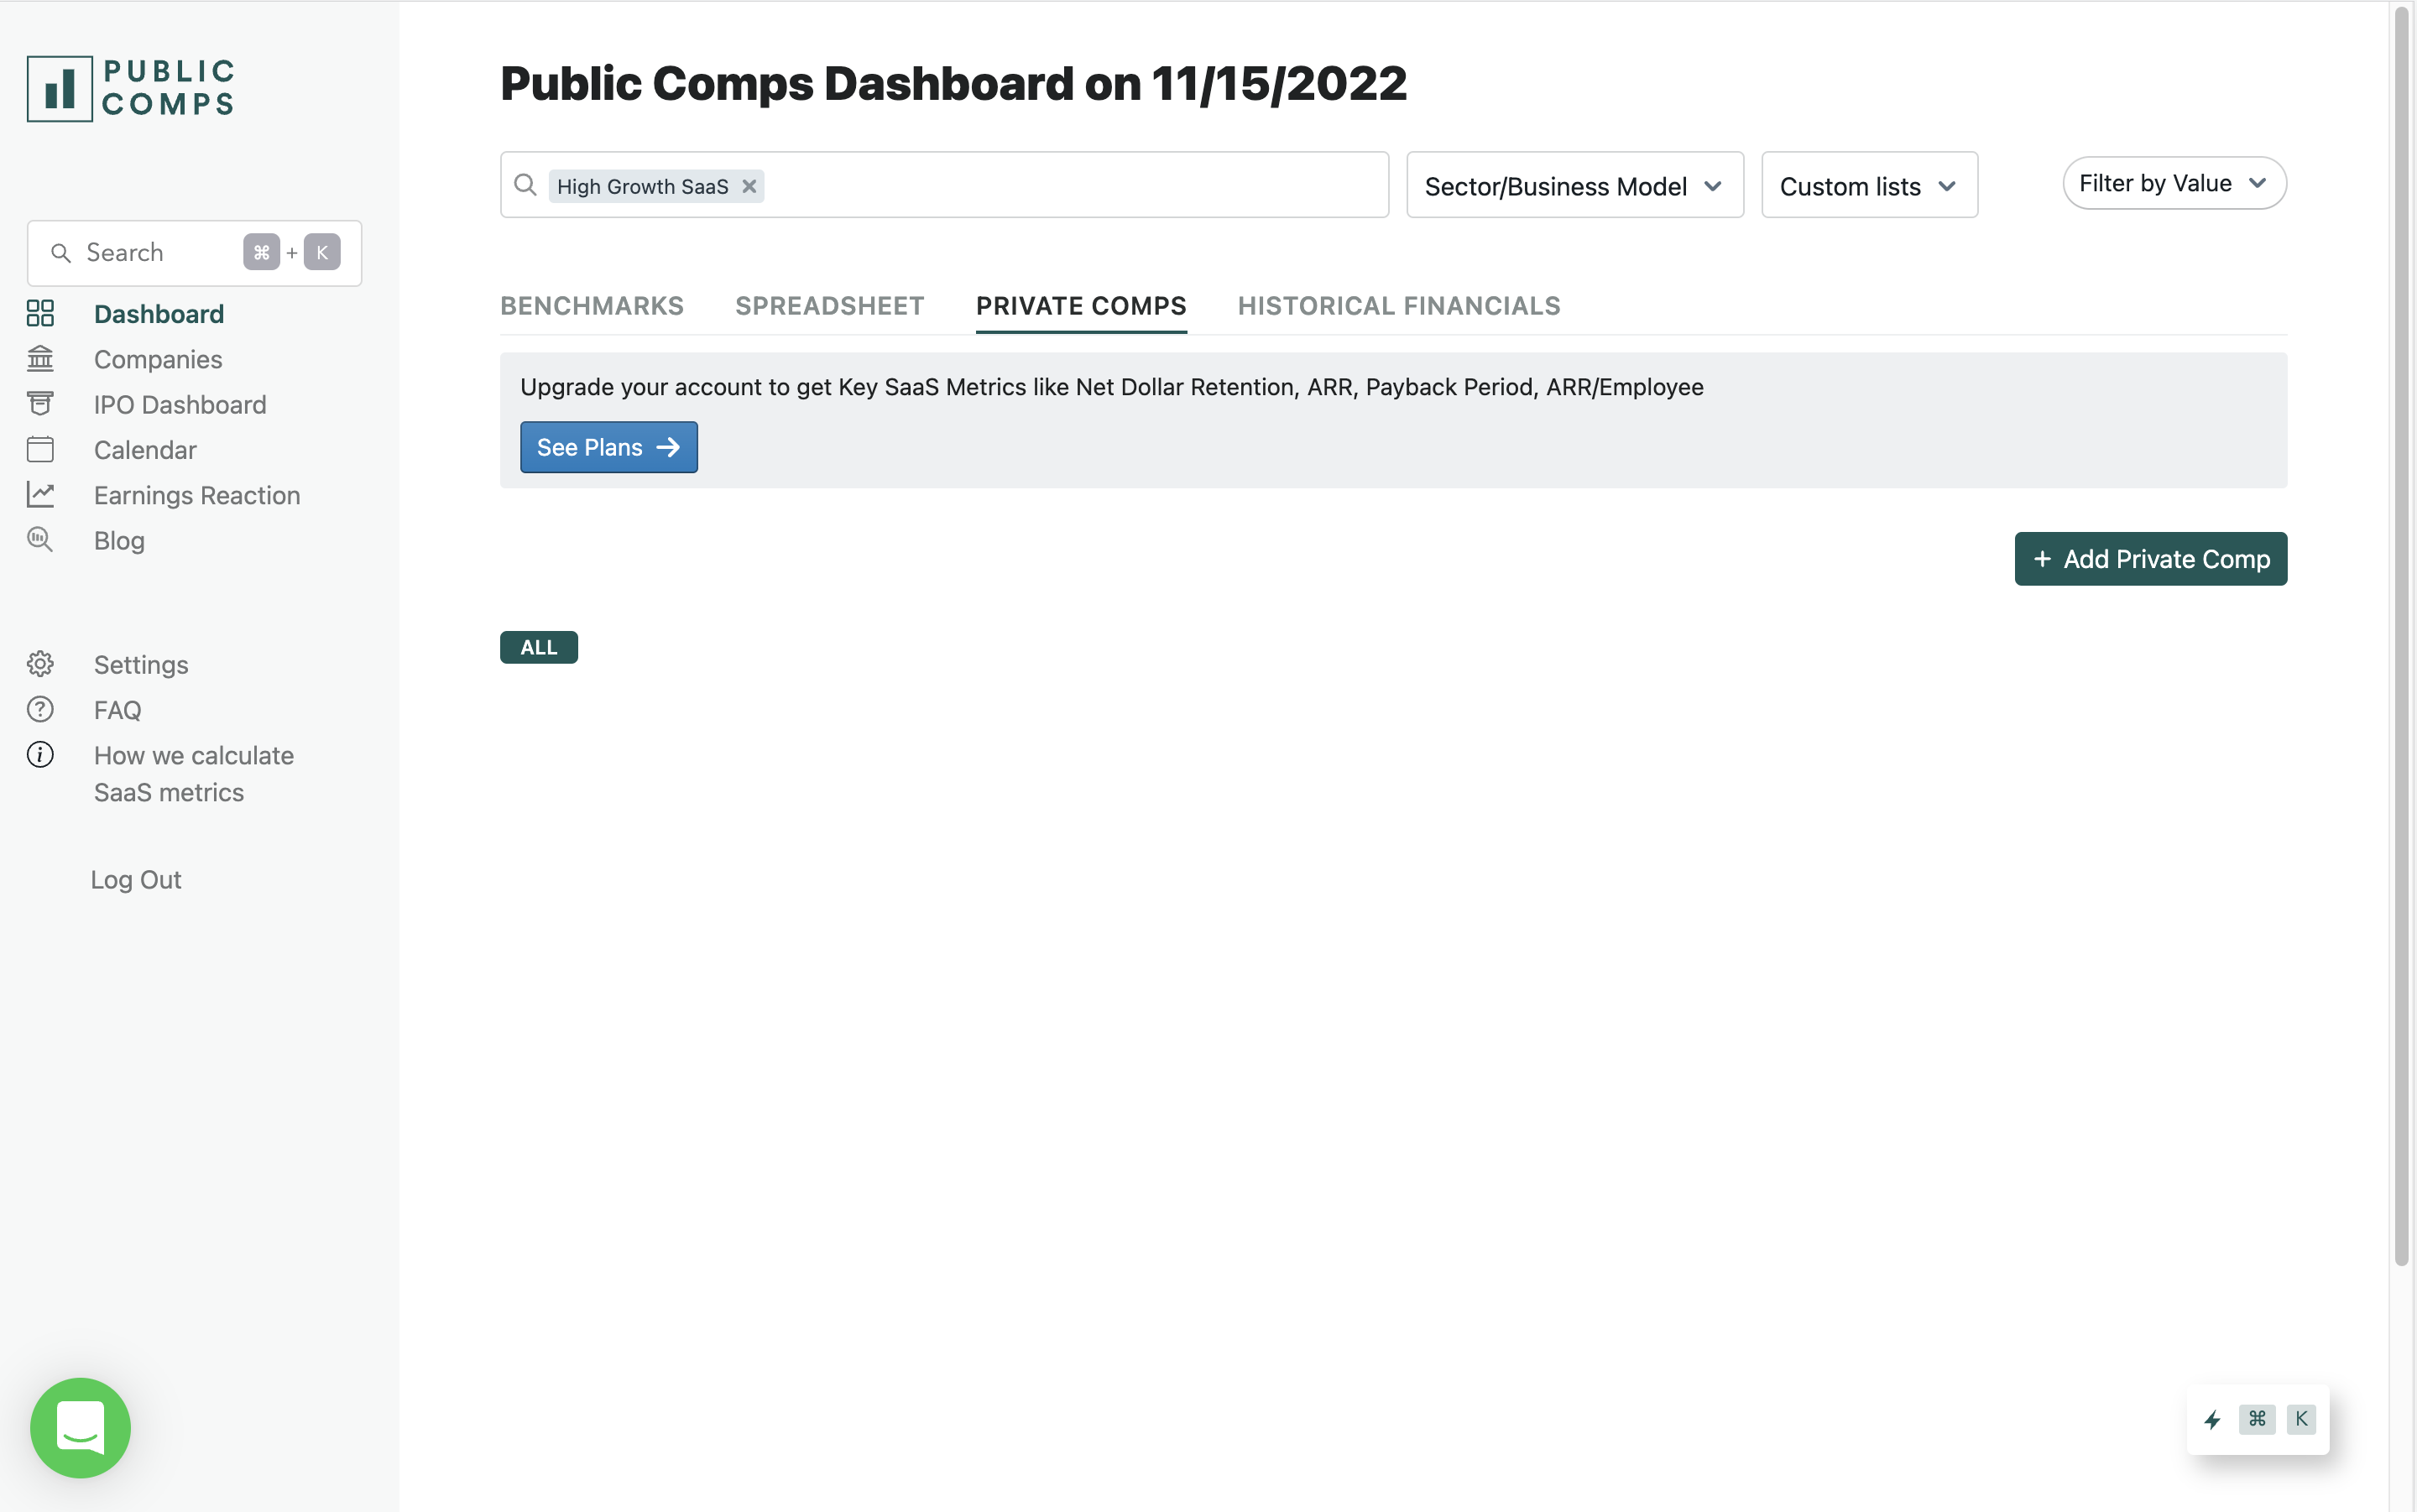 PUBLIC
COMPS
Search ⌘ + K
Dashboard
Companies
IPO Dashboard
Calendar
Earnings Reaction
Blog
Settings
FAQ
How we calculate
SaaS metrics
Log Out
Public Comps Dashboard on 11/15/2022
High Growth SaaS
Sector/Business Model
Custom lists
Filter by Value
BENCHMARKS
SPREADSHEET
PRIVATE COMPS
HISTORICAL FINANCIALS
Upgrade your account to get Key SaaS Metrics like Net Dollar Retention, ARR, Payback Period, ARR/Employee
See Plans
+ Add Private Comp
ALL
⌘ K